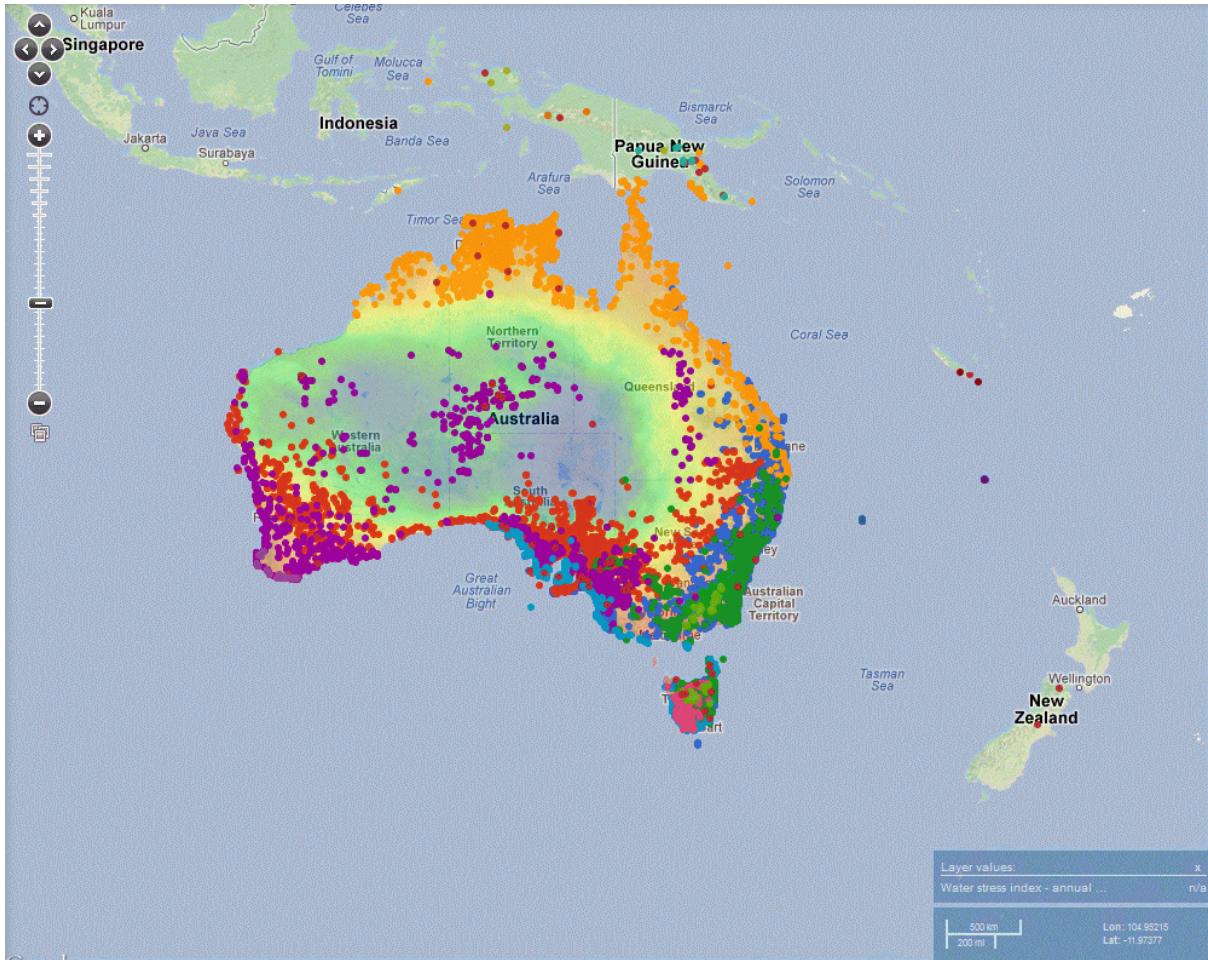 Celebes
Sea
Kuala
Lumpur
Singapore
Gulf of
Tomini
Molucca
Sea
Indonesia
Bismarck
Sea
Java Sea
Jakarta
Banda Sea
Surabaya
Papua New
Guinea
Arafura
Sea
Solomon
Sea
Timor Sea
Northern
Territory
Coral Sea
Queensland
Australia
Western
Australia
South
Great
Australian
Bight
Australian
Capital
Territory
Auckland
Tasman
Sea
Wellington
New
Zealand
Layer values: x
Water stress index - annual ... n/a
500 km
200 mi
Lon: 104.95215
Lat: -11.97377